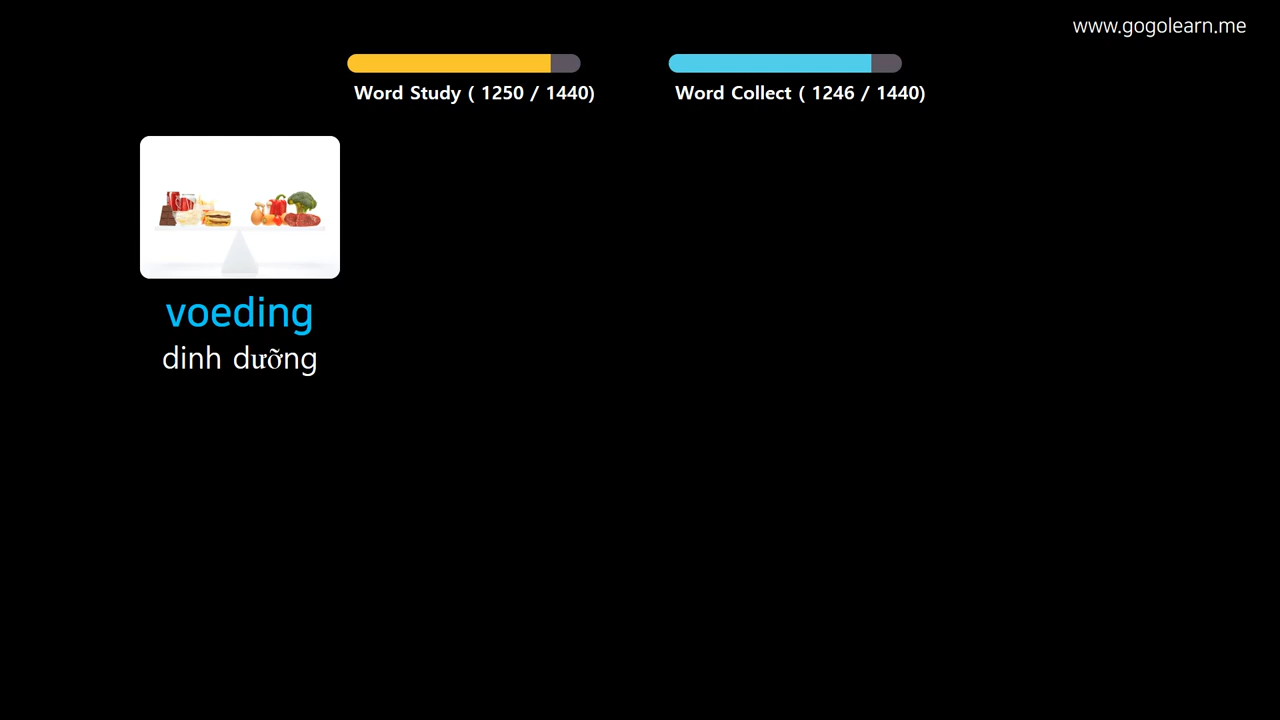 www.gogolearn.me
Word Study ( 1250 / 1440)
Word Collect ( 1246 / 1440)
voeding
dinh dưỡng